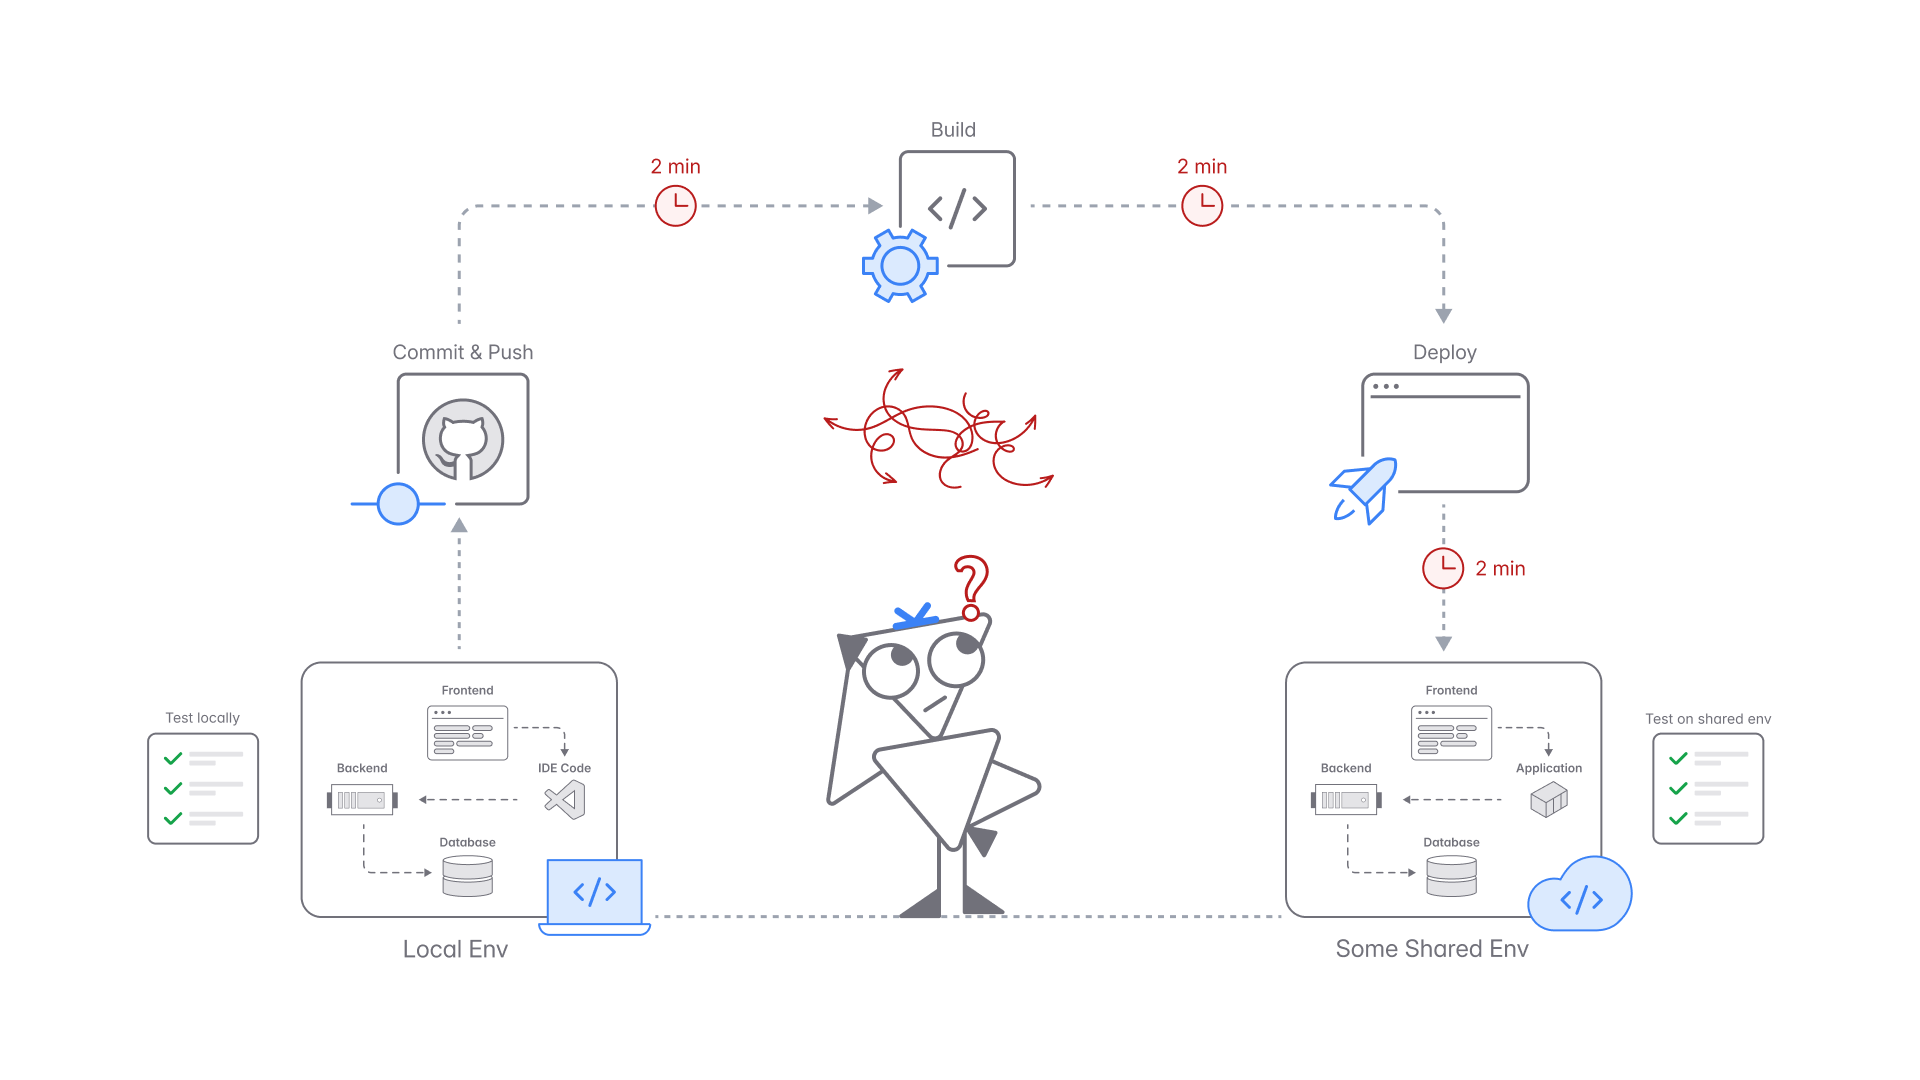 Build
2 min
2 min
Commit & Push
Deploy
2 min
Test locally
Frontend
Backend
IDE Code
Database
Local Env
?
Frontend
Backend
Application
Database
Some Shared Env
Test on shared env